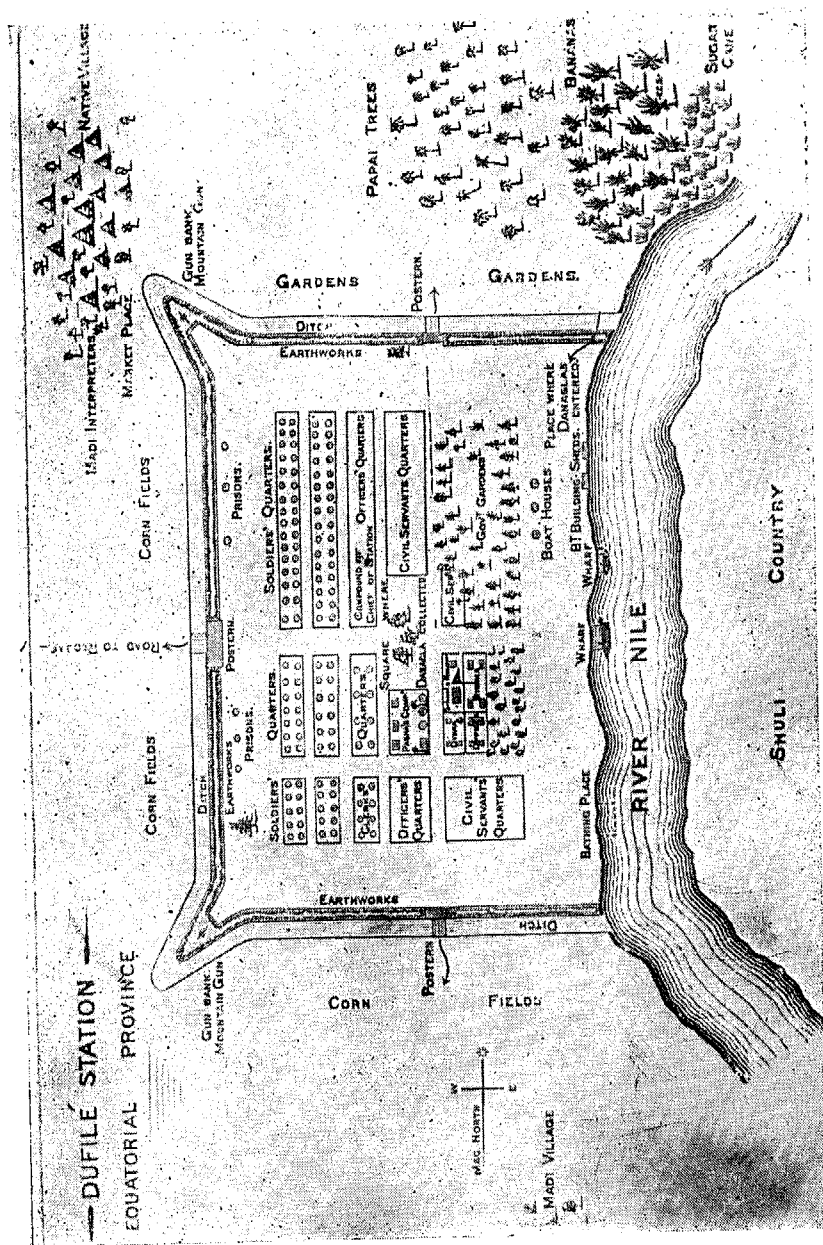 DUFILÉ STATION
EQUATORIAL PROVINCE
NATIVE VILLAGE
MADI INTERPRETERS
MARKET PLACE
CORN FIELDS
CORN FIELDS
ROAD TO
GUN BANK
MOUNTAIN GUN
GUN BANK
MOUNTAIN GUN
DITCH
EARTHWORKS
POSTERN.
PRISONS.
PRISONS.
SOLDIERS'
QUARTERS.
SOLDIERS' QUARTERS.
QUARTERS
COMPOUND OF
CHIEF OF STATION
OFFICERS' QUARTERS
OFFICERS'
QUARTERS
SQUARE WHERE
COLLECTED
CIVIL SERVANTS QUARTERS
CIVIL
SERVANTS
QUARTERS
GOVT GARDENS
EARTHWORKS
DITCH
POSTERN
CORN FIELDS
EARTHWORKS
DITCH
POSTERN.
GARDENS
GARDENS.
PAPAI TREES
BANANAS
SUGAR
CANE
MAG. NORTH
W
E
MADI VILLAGE
BOAT HOUSES
PLACE WHERE
DANAGLAS
ENTERED
BT BUILDING SHEDS.
BATHING PLACE
WHARF
WHARF
RIVER NILE
SHULI COUNTRY